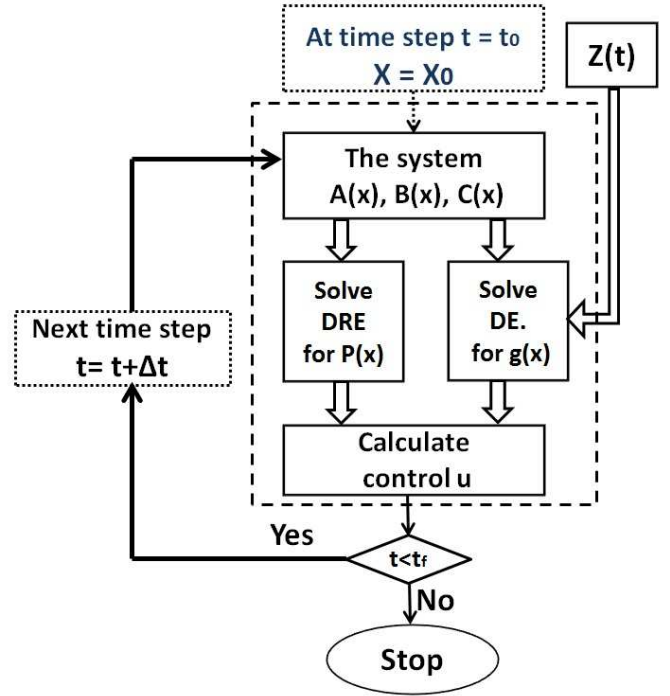 At time step t = t₀
X = X₀
Z(t)
The system
A(x), B(x), C(x)
Solve
DRE
for P(x)
Solve
DE.
for g(x)
Next time step
t= t+Δt
Calculate
control u
Yes
t<tf
No
Stop